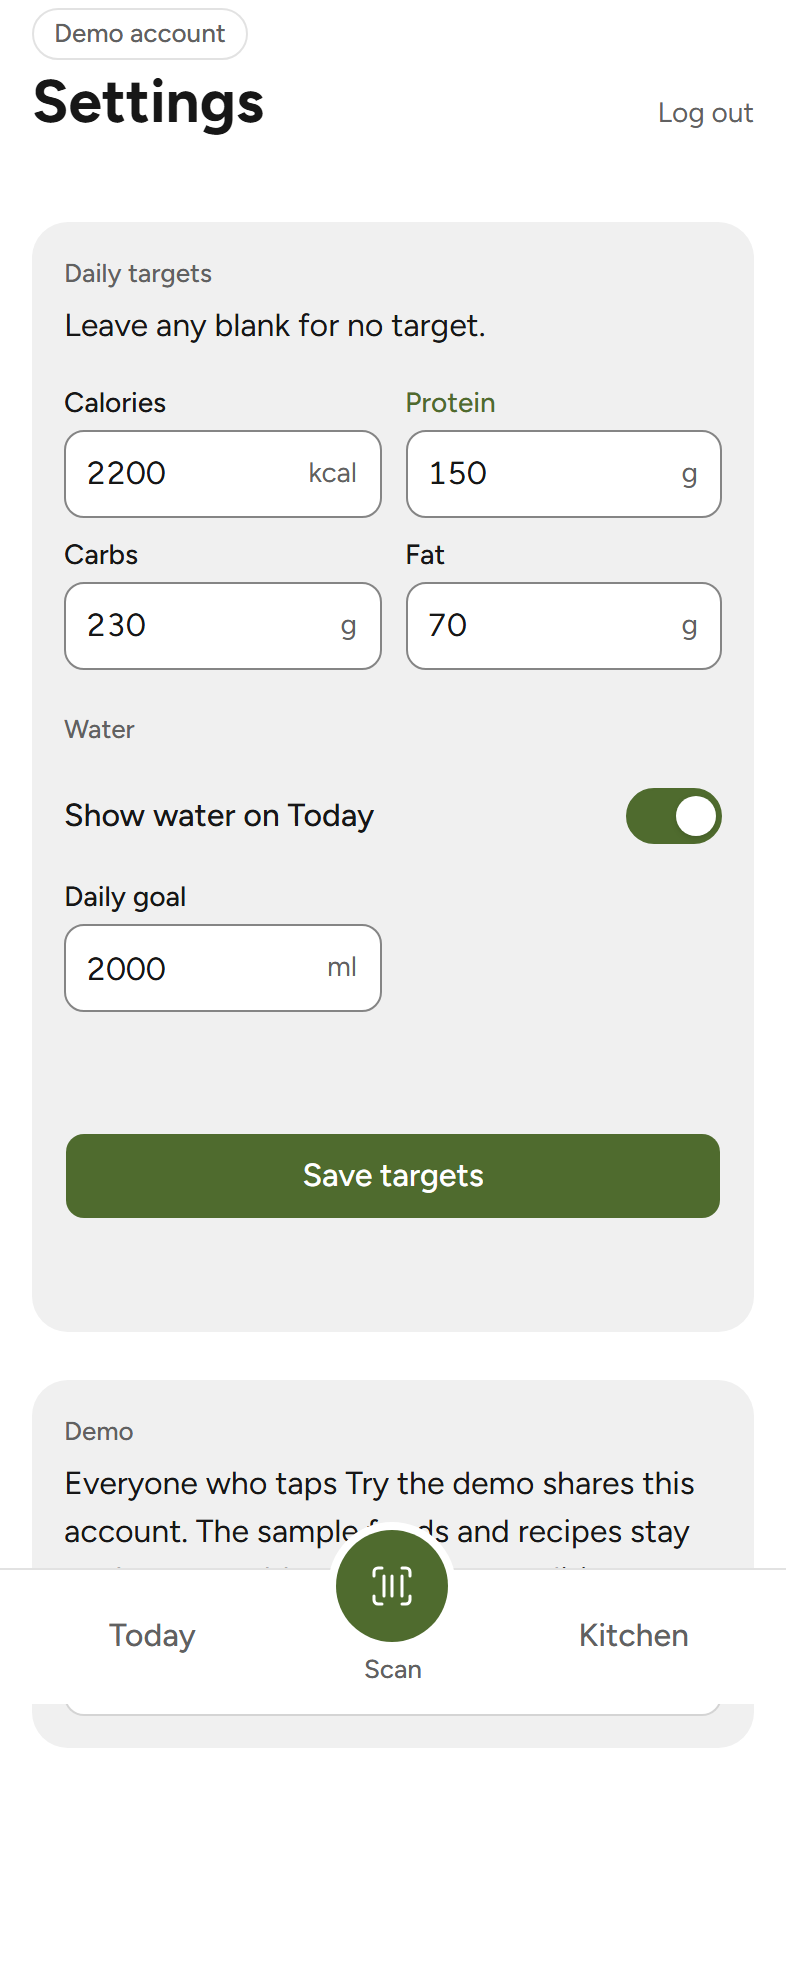 Demo account
Settings
Log out
Daily targets
Leave any blank for no target.
Calories
Protein
2200 kcal
150 g
Carbs
Fat
230 g
70 g
Water
Show water on Today
Daily goal
2000 ml
Save targets
Demo
Everyone who taps Try the demo shares this
account. The sample and recipes stay
Today
Scan
Kitchen